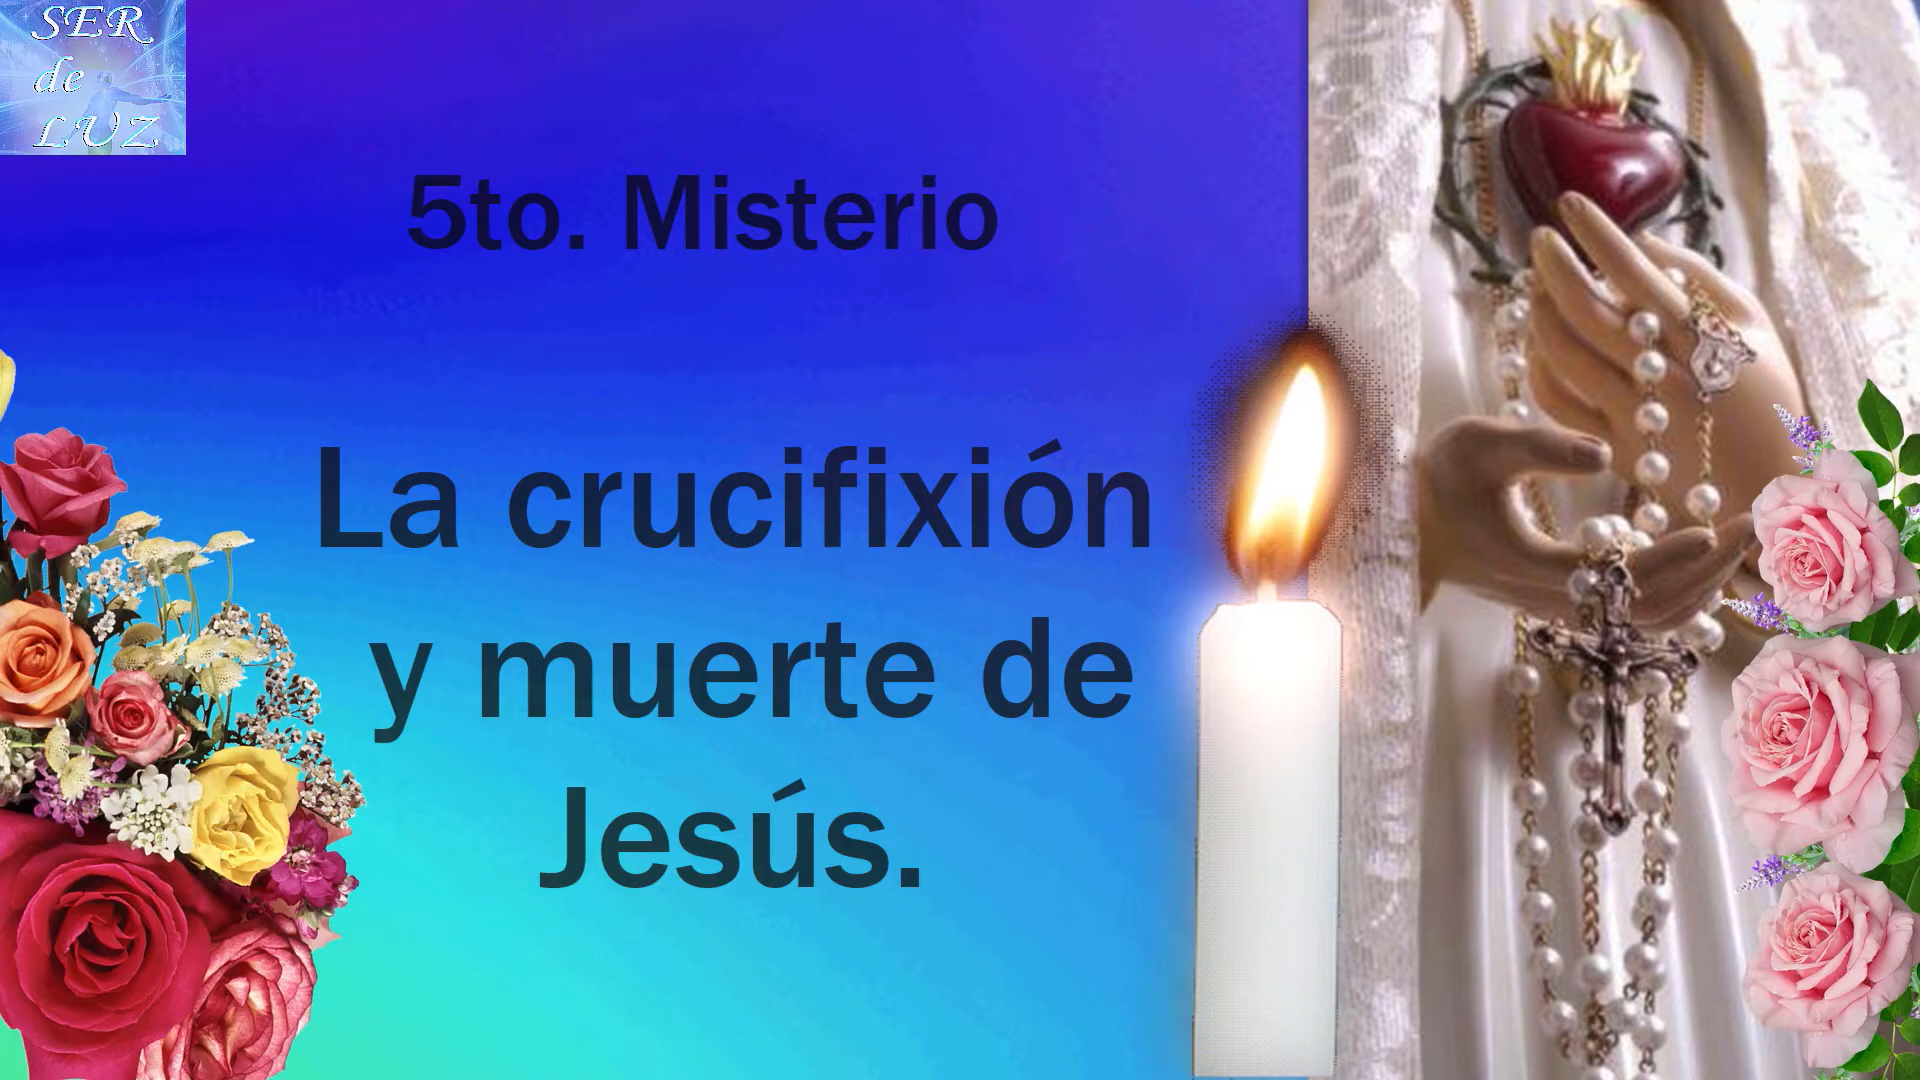 SER
de
LUZ
5to. Misterio
La crucifixión
y muerte de
Jesús.